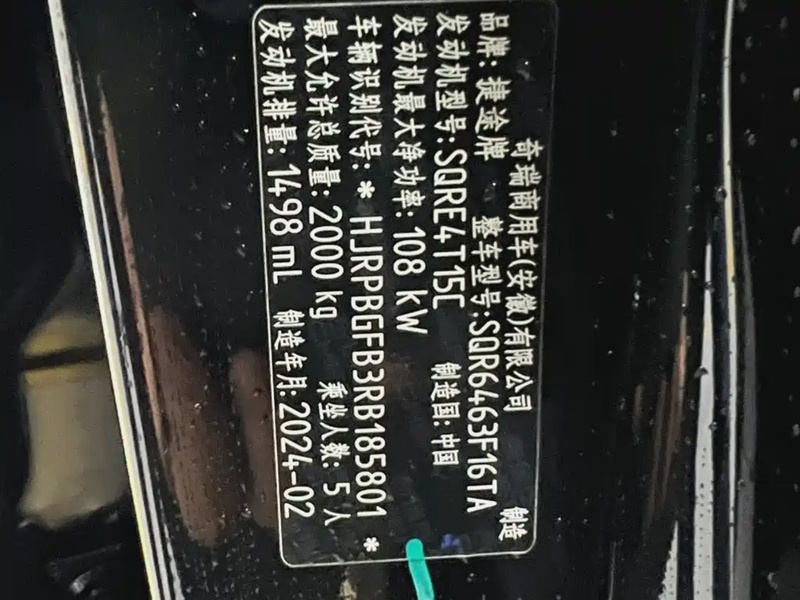 奇瑞商用车(安徽)有限公司 制造
品牌: 捷途牌 整车型号:SQR6463F16TA
发动机型号:SQRE4T15C 制造国:中国
发动机最大净功率: 108 kW
车辆识别代号: * HJRPBGFB3RB185801 *
最大允许总质量: 2000 kg 乘坐人数: 5 人
发动机排量: 1498 mL 制造年月:2024-02